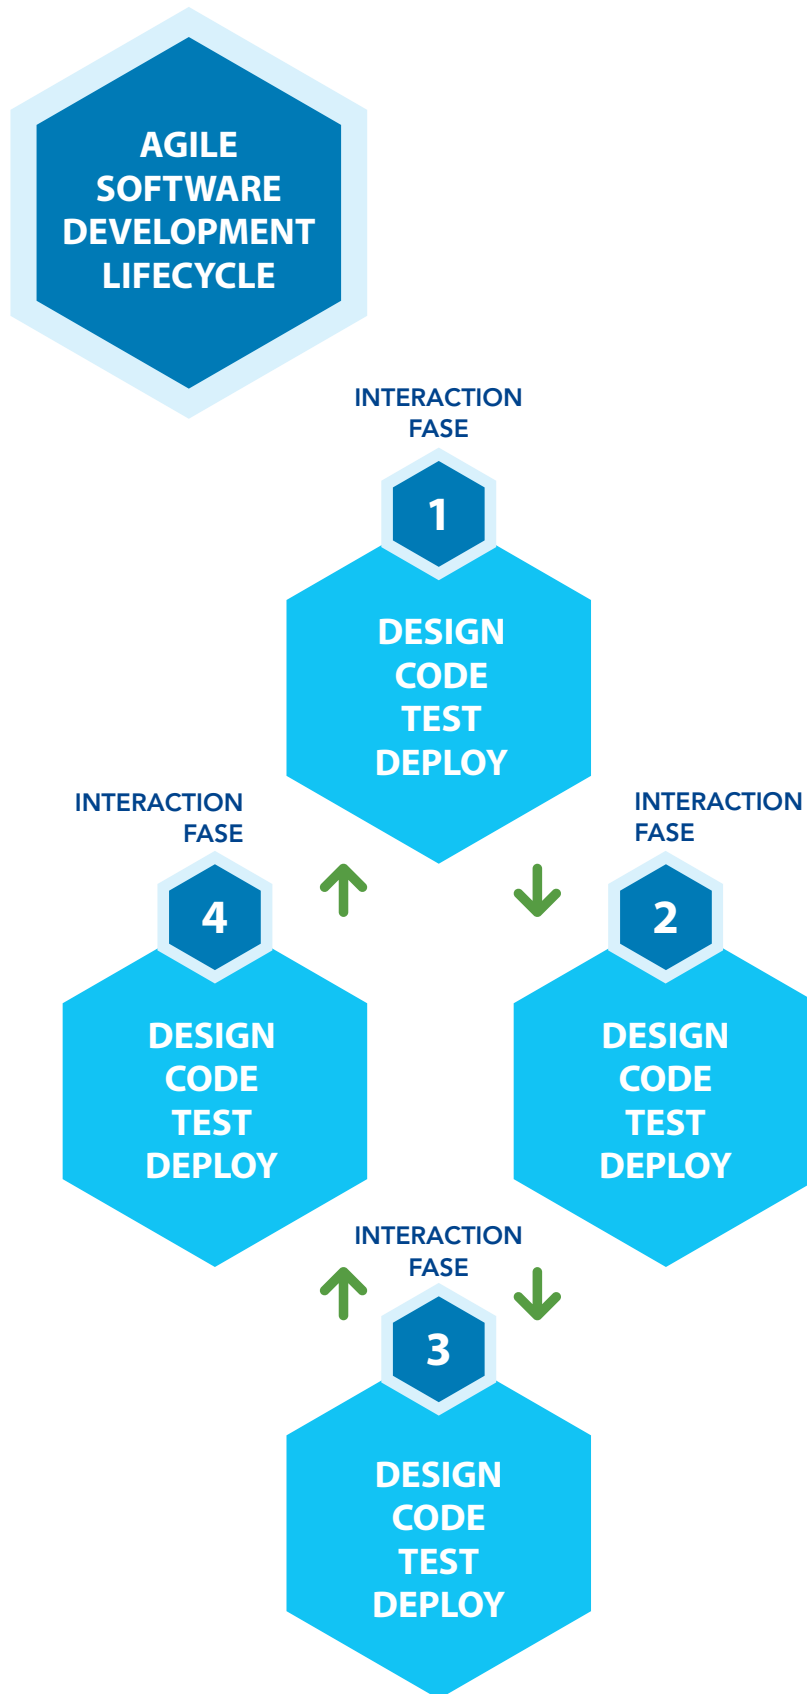 AGILE
SOFTWARE
DEVELOPMENT
LIFECYCLE
INTERACTION
FASE
1
DESIGN
CODE
TEST
DEPLOY
INTERACTION
FASE
2
DESIGN
CODE
TEST
DEPLOY
INTERACTION
FASE
3
DESIGN
CODE
TEST
DEPLOY
INTERACTION
FASE
4
DESIGN
CODE
TEST
DEPLOY